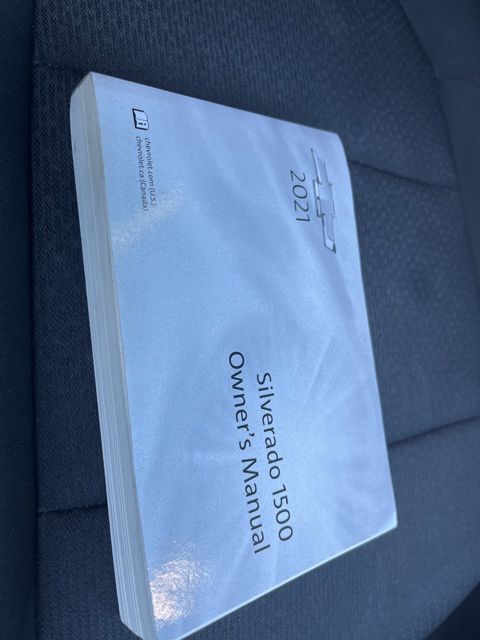 2021
Silverado 1500
Owner's Manual
chevrolet.com (U.S.)
chevrolet.ca (Canada)